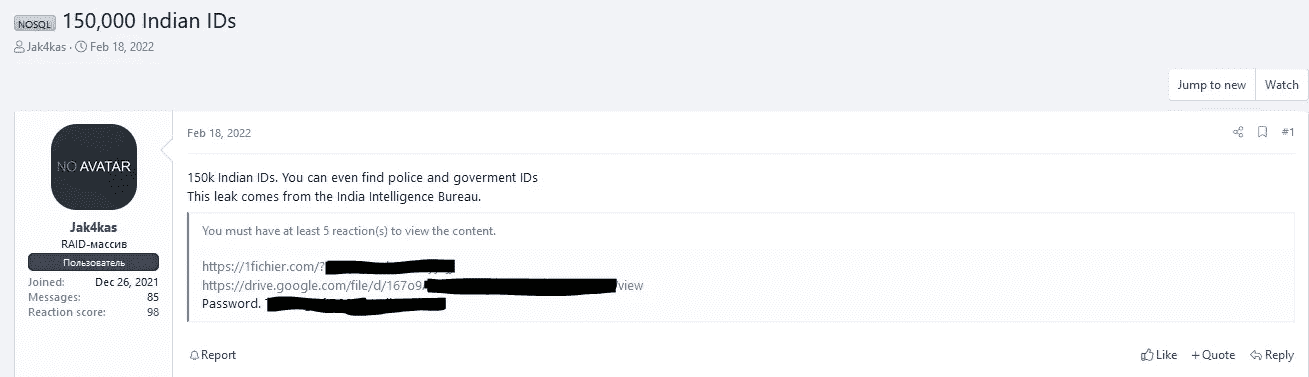 NOSQL 150,000 Indian IDs
Jak4kas · Feb 18, 2022
Jump to new Watch
NO AVATAR
Jak4kas
RAID-массив
Пользователь
Joined: Dec 26, 2021
Messages: 85
Reaction score: 98
Feb 18, 2022
#1
150k Indian IDs. You can even find police and goverment IDs
This leak comes from the India Intelligence Bureau.
You must have at least 5 reaction(s) to view the content.
https://1fichier.com/?
https://drive.google.com/file/d/167o9 view
Password.
Report
Like + Quote Reply